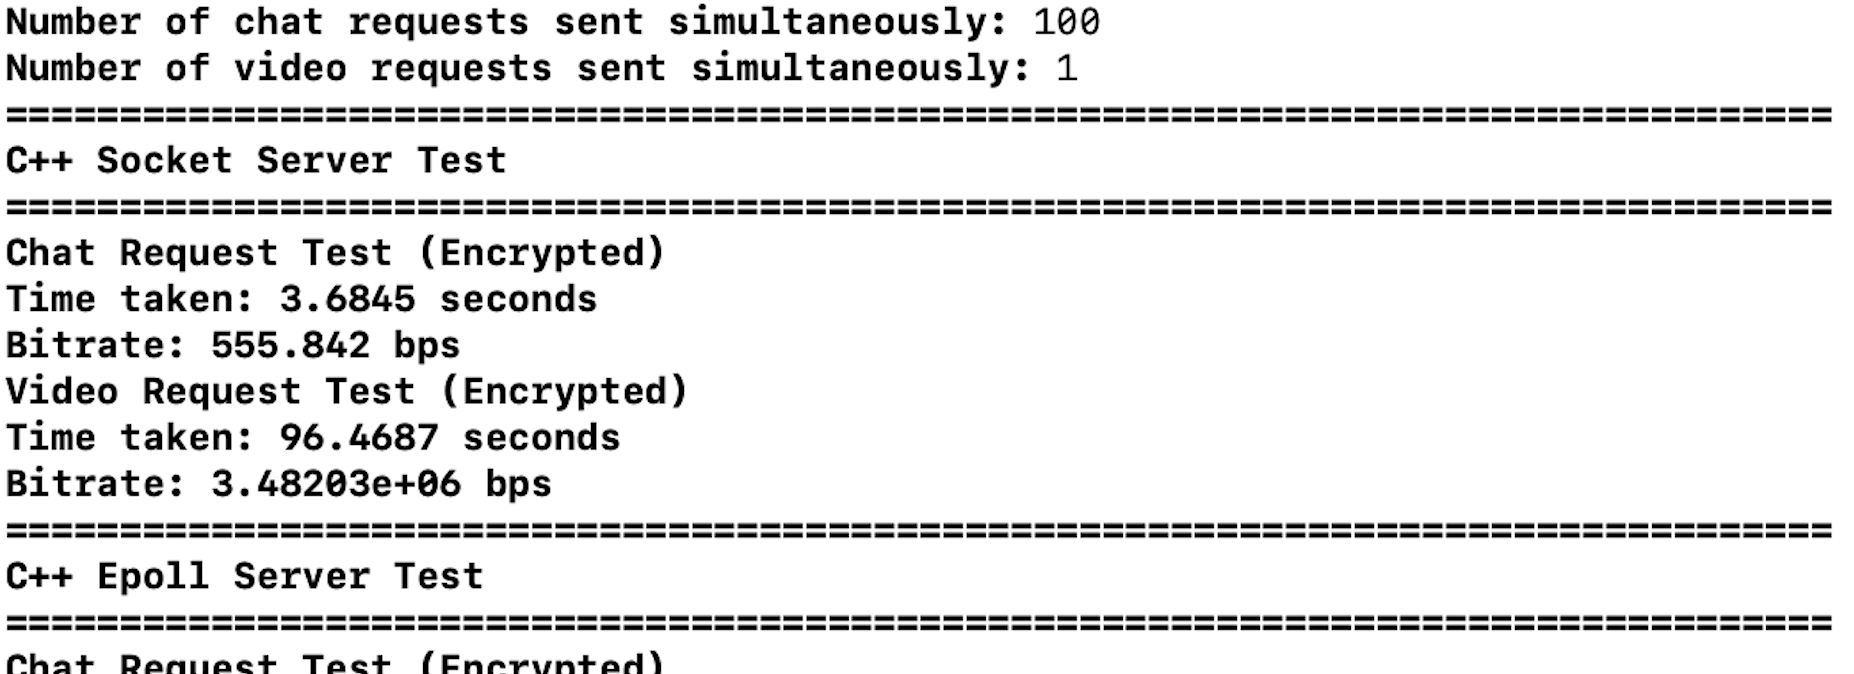 Number of chat requests sent simultaneously: 100
Number of video requests sent simultaneously: 1
================================================================================
C++ Socket Server Test
================================================================================
Chat Request Test (Encrypted)
Time taken: 3.6845 seconds
Bitrate: 555.842 bps
Video Request Test (Encrypted)
Time taken: 96.4687 seconds
Bitrate: 3.48203e+06 bps
================================================================================
C++ Epoll Server Test
================================================================================
Chat Request Test (Encrypted)